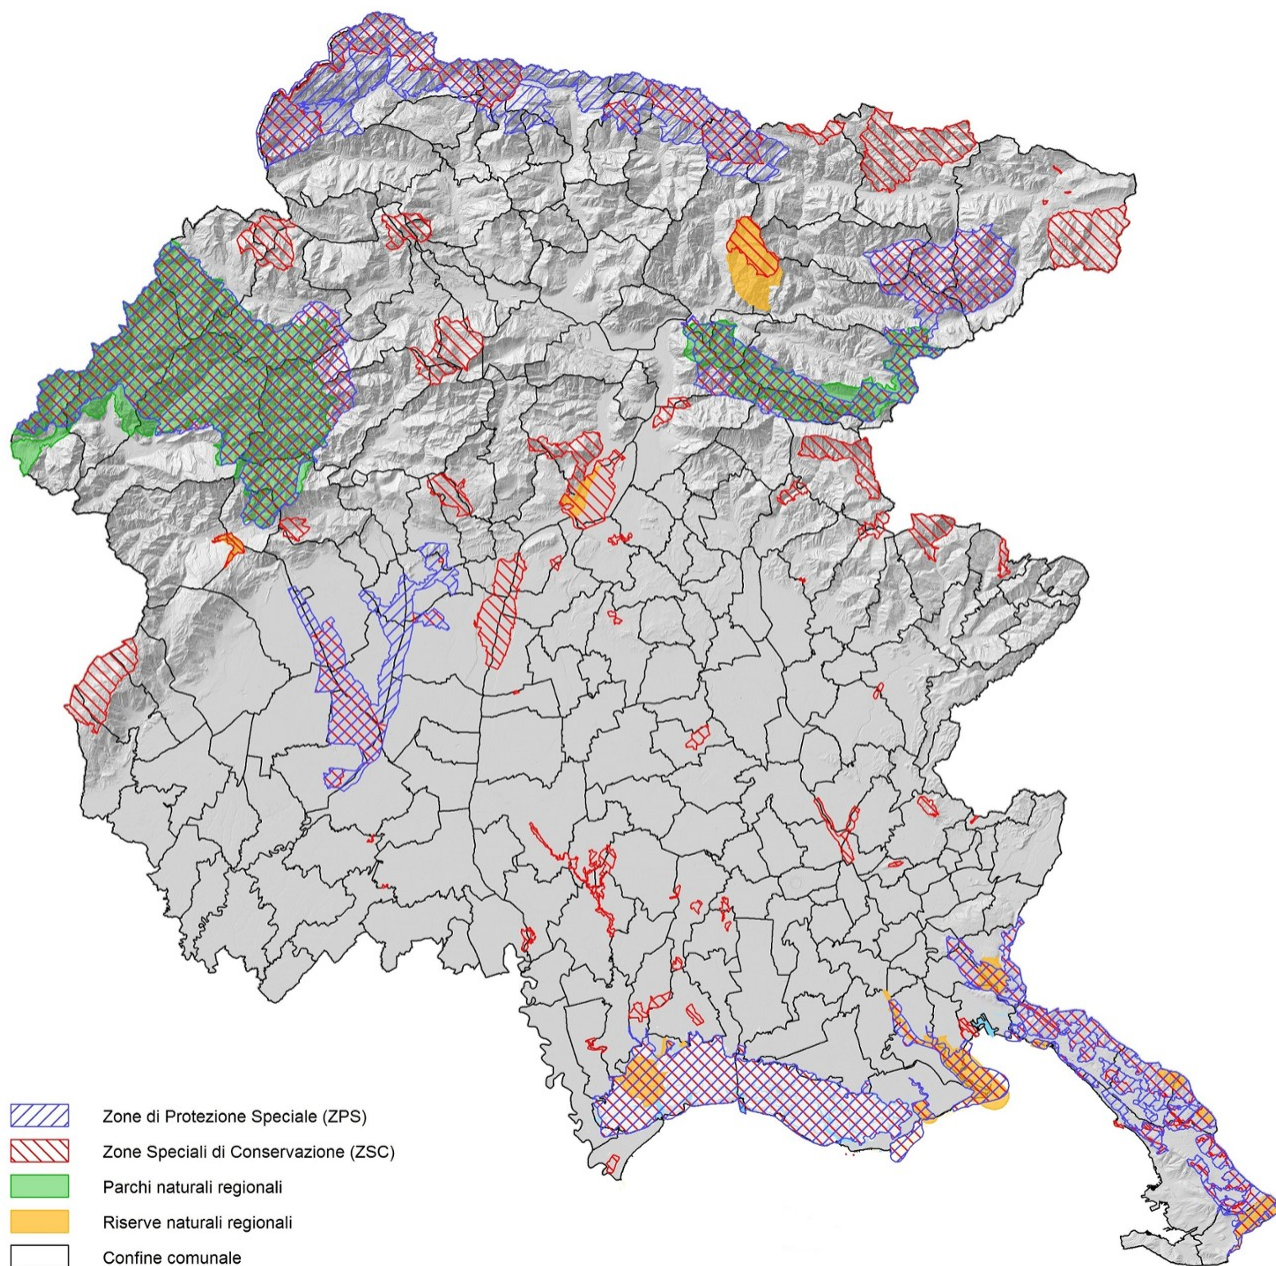 Zone di Protezione Speciale (ZPS)
Zone Speciali di Conservazione (ZSC)
Parchi naturali regionali
Riserve naturali regionali
Confine comunale